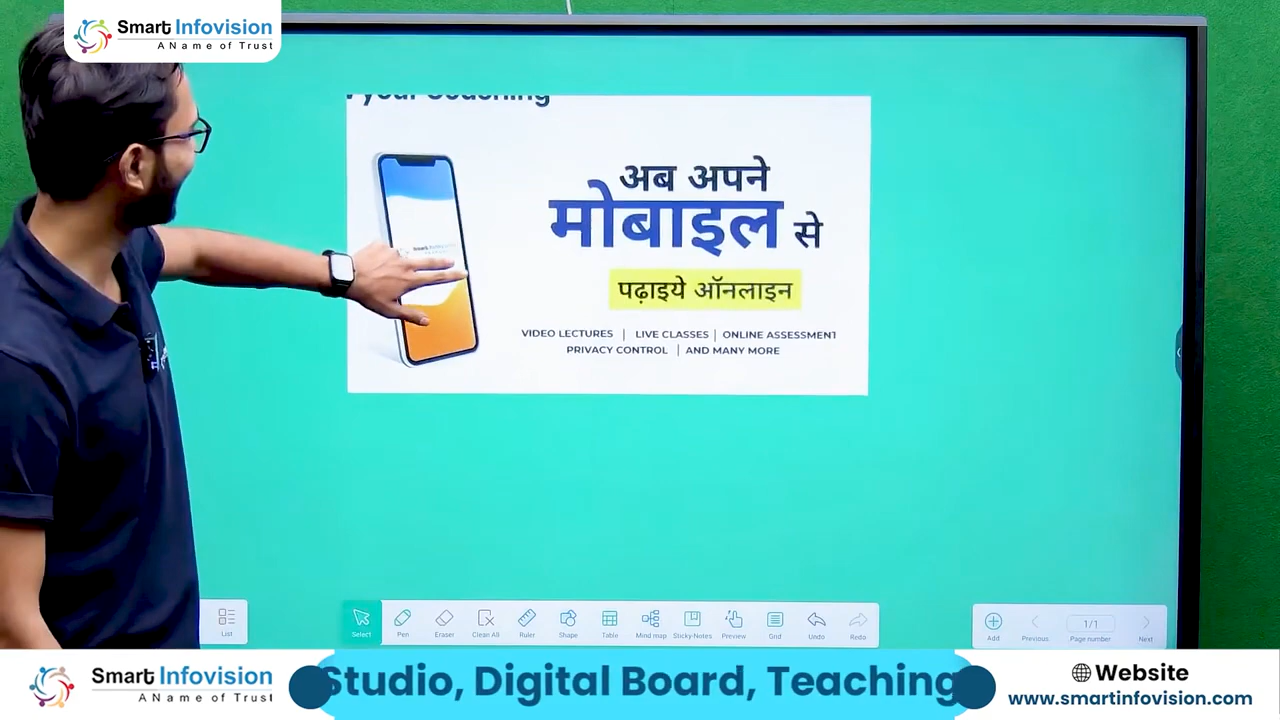 Smart Infovision
A Name of Trust
your Coaching
अब अपने
मोबाइल से
पढ़ाइये ऑनलाइन
VIDEO LECTURES | LIVE CLASSES | ONLINE ASSESSMENT
PRIVACY CONTROL | AND MANY MORE
List
Select
Pen
Eraser
Clean All
Ruler
Shape
Table
Mind map
Sticky-Notes
Preview
Grid
Undo
Redo
Add
Previous
1/1
Page number
Next
Smart Infovision
A Name of Trust
Studio, Digital Board, Teaching
Website
www.smartinfovision.com